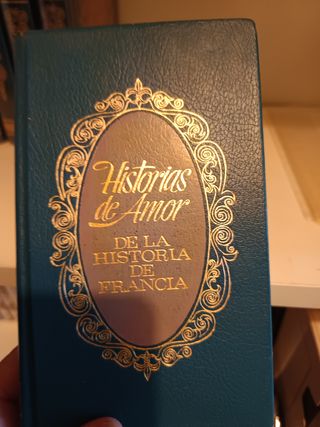 Historias
de Amor
DE LA
HISTORIA
DE
FRANCIA